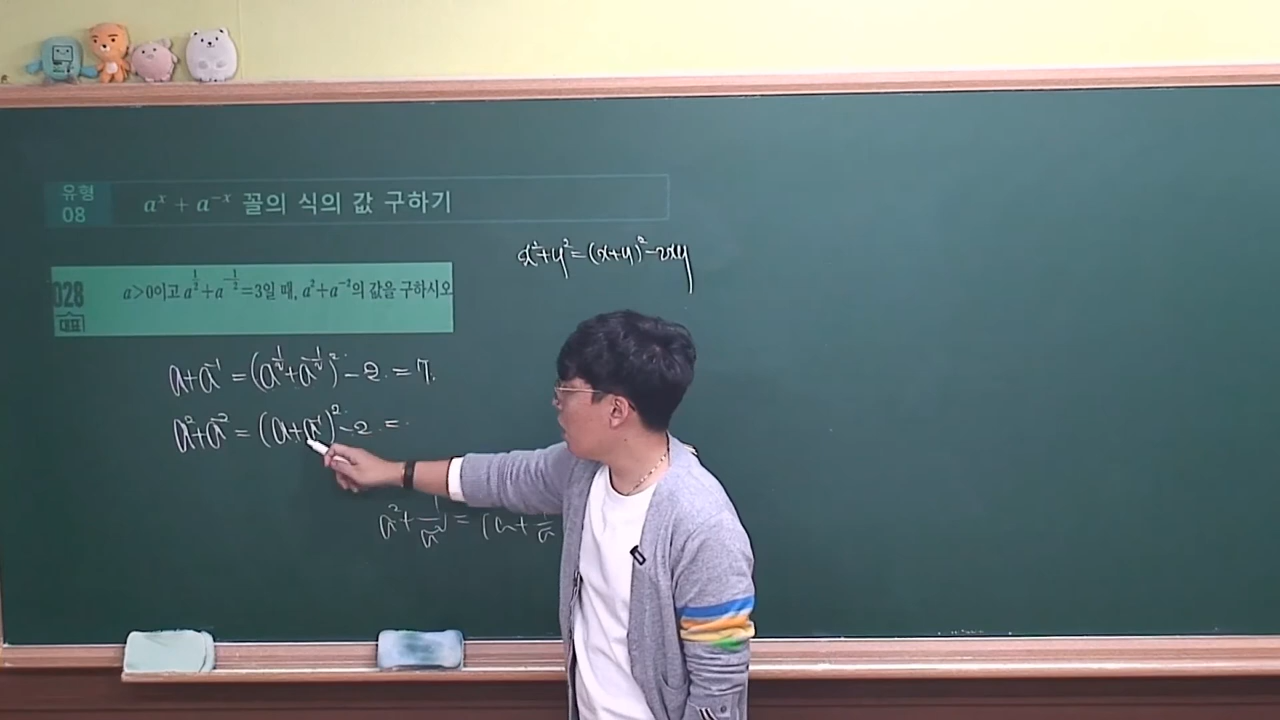 유형
08
a^x + a^{-x} 꼴의 식의 값 구하기
x²+y²=(x+y)²-2xy
028
대표
a>0이고 a^{1/2}+a^{-1/2}=3일 때, a²+a^{-2}의 값을 구하시오
a+a^{-1} = (a^{1/2}+a^{-1/2})² - 2 = 7.
a²+a^{-2} = (a+a^{-1})² - 2 =
a²+1/a² = (a+1/a